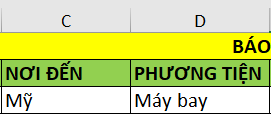 C D
BÁO
NƠI ĐẾN PHƯƠNG TIỆN
Mỹ Máy bay